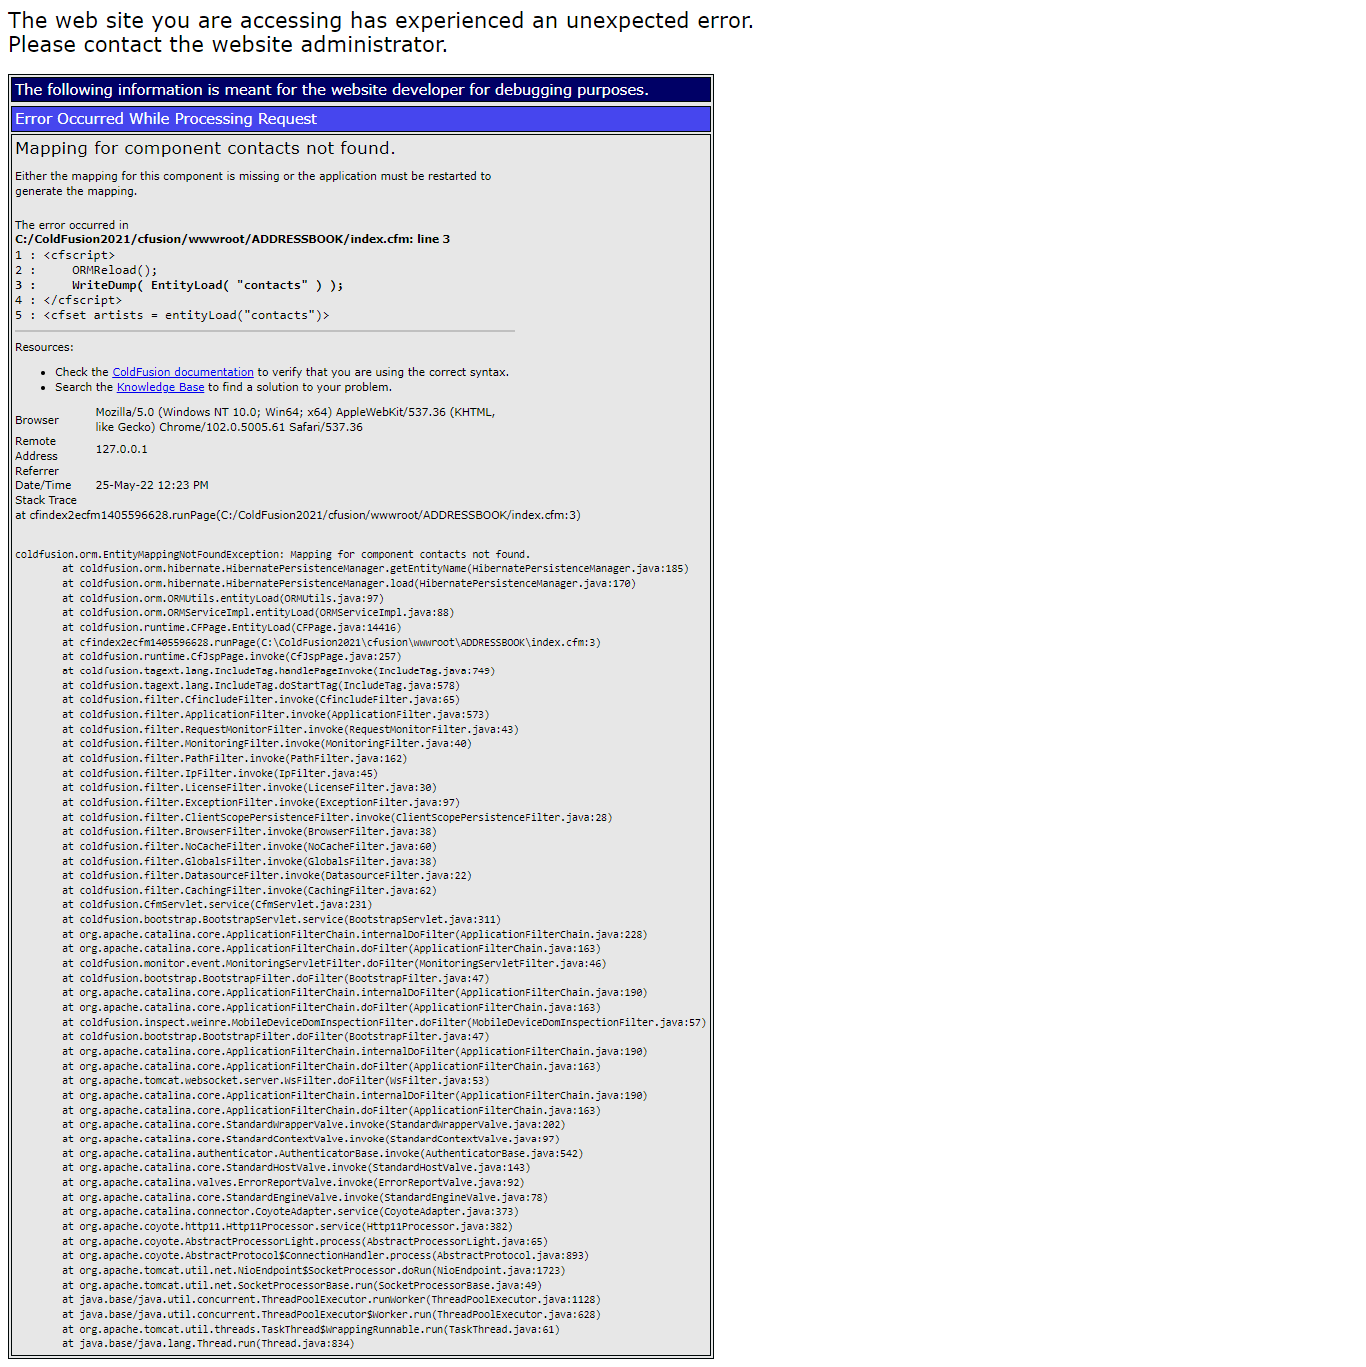 The web site you are accessing has experienced an unexpected error.
Please contact the website administrator.
The following information is meant for the website developer for debugging purposes.
Error Occurred While Processing Request
Mapping for component contacts not found.
Either the mapping for this component is missing or the application must be restarted to
generate the mapping.
The error occurred in
C:/ColdFusion2021/cfusion/wwwroot/ADDRESSBOOK/index.cfm: line 3
1 : <cfscript>
2 :     ORMReload();
3 :     WriteDump( EntityLoad( "contacts" ) );
4 : </cfscript>
5 : <cfset artists = entityLoad("contacts")>
Resources:
• Check the ColdFusion documentation to verify that you are using the correct syntax.
• Search the Knowledge Base to find a solution to your problem.
Browser Mozilla/5.0 (Windows NT 10.0; Win64; x64) AppleWebKit/537.36 (KHTML,
like Gecko) Chrome/102.0.5005.61 Safari/537.36
Remote
Address 127.0.0.1
Referrer
Date/Time 25-May-22 12:23 PM
Stack Trace
at cfindex2ecfm1405596628.runPage(C:/ColdFusion2021/cfusion/wwwroot/ADDRESSBOOK/index.cfm:3)
coldfusion.orm.EntityMappingNotFoundException: Mapping for component contacts not found.
at coldfusion.orm.hibernate.HibernatePersistenceManager.getEntityName(HibernatePersistenceManager.java:185)
at coldfusion.orm.hibernate.HibernatePersistenceManager.load(HibernatePersistenceManager.java:170)
at coldfusion.orm.ORMUtils.entityLoad(ORMUtils.java:97)
at coldfusion.orm.ORMServiceImpl.entityLoad(ORMServiceImpl.java:88)
at coldfusion.runtime.CFPage.EntityLoad(CFPage.java:14416)
at cfindex2ecfm1405596628.runPage(C:\ColdFusion2021\cfusion\wwwroot\ADDRESSBOOK\index.cfm:3)
at coldfusion.runtime.CfJspPage.invoke(CfJspPage.java:257)
at coldfusion.tagext.lang.IncludeTag.handlePageInvoke(IncludeTag.java:749)
at coldfusion.tagext.lang.IncludeTag.doStartTag(IncludeTag.java:578)
at coldfusion.filter.CfincludeFilter.invoke(CfincludeFilter.java:65)
at coldfusion.filter.ApplicationFilter.invoke(ApplicationFilter.java:573)
at coldfusion.filter.RequestMonitorFilter.invoke(RequestMonitorFilter.java:43)
at coldfusion.filter.MonitoringFilter.invoke(MonitoringFilter.java:40)
at coldfusion.filter.PathFilter.invoke(PathFilter.java:162)
at coldfusion.filter.IpFilter.invoke(IpFilter.java:45)
at coldfusion.filter.LicenseFilter.invoke(LicenseFilter.java:30)
at coldfusion.filter.ExceptionFilter.invoke(ExceptionFilter.java:97)
at coldfusion.filter.ClientScopePersistenceFilter.invoke(ClientScopePersistenceFilter.java:28)
at coldfusion.filter.BrowserFilter.invoke(BrowserFilter.java:38)
at coldfusion.filter.NoCacheFilter.invoke(NoCacheFilter.java:60)
at coldfusion.filter.GlobalsFilter.invoke(GlobalsFilter.java:38)
at coldfusion.filter.DatasourceFilter.invoke(DatasourceFilter.java:22)
at coldfusion.filter.CachingFilter.invoke(CachingFilter.java:62)
at coldfusion.CfmServlet.service(CfmServlet.java:231)
at coldfusion.bootstrap.BootstrapServlet.service(BootstrapServlet.java:311)
at org.apache.catalina.core.ApplicationFilterChain.internalDoFilter(ApplicationFilterChain.java:228)
at org.apache.catalina.core.ApplicationFilterChain.doFilter(ApplicationFilterChain.java:163)
at coldfusion.monitor.event.MonitoringServletFilter.doFilter(MonitoringServletFilter.java:46)
at coldfusion.bootstrap.BootstrapFilter.doFilter(BootstrapFilter.java:47)
at org.apache.catalina.core.ApplicationFilterChain.internalDoFilter(ApplicationFilterChain.java:190)
at org.apache.catalina.core.ApplicationFilterChain.doFilter(ApplicationFilterChain.java:163)
at coldfusion.inspect.weinre.MobileDeviceDomInspectionFilter.doFilter(MobileDeviceDomInspectionFilter.java:57)
at coldfusion.bootstrap.BootstrapFilter.doFilter(BootstrapFilter.java:47)
at org.apache.catalina.core.ApplicationFilterChain.internalDoFilter(ApplicationFilterChain.java:190)
at org.apache.catalina.core.ApplicationFilterChain.doFilter(ApplicationFilterChain.java:163)
at org.apache.tomcat.websocket.server.WsFilter.doFilter(WsFilter.java:53)
at org.apache.catalina.core.ApplicationFilterChain.internalDoFilter(ApplicationFilterChain.java:190)
at org.apache.catalina.core.ApplicationFilterChain.doFilter(ApplicationFilterChain.java:163)
at org.apache.catalina.core.StandardWrapperValve.invoke(StandardWrapperValve.java:202)
at org.apache.catalina.core.StandardContextValve.invoke(StandardContextValve.java:97)
at org.apache.catalina.authenticator.AuthenticatorBase.invoke(AuthenticatorBase.java:542)
at org.apache.catalina.core.StandardHostValve.invoke(StandardHostValve.java:143)
at org.apache.catalina.valves.ErrorReportValve.invoke(ErrorReportValve.java:92)
at org.apache.catalina.core.StandardEngineValve.invoke(StandardEngineValve.java:78)
at org.apache.catalina.connector.CoyoteAdapter.service(CoyoteAdapter.java:373)
at org.apache.coyote.http11.Http11Processor.service(Http11Processor.java:382)
at org.apache.coyote.AbstractProcessorLight.process(AbstractProcessorLight.java:65)
at org.apache.coyote.AbstractProtocol$ConnectionHandler.process(AbstractProtocol.java:893)
at org.apache.tomcat.util.net.NioEndpoint$SocketProcessor.doRun(NioEndpoint.java:1723)
at org.apache.tomcat.util.net.SocketProcessorBase.run(SocketProcessorBase.java:49)
at java.base/java.util.concurrent.ThreadPoolExecutor.runWorker(ThreadPoolExecutor.java:1128)
at java.base/java.util.concurrent.ThreadPoolExecutor$Worker.run(ThreadPoolExecutor.java:628)
at org.apache.tomcat.util.threads.TaskThread$WrappingRunnable.run(TaskThread.java:61)
at java.base/java.lang.Thread.run(Thread.java:834)